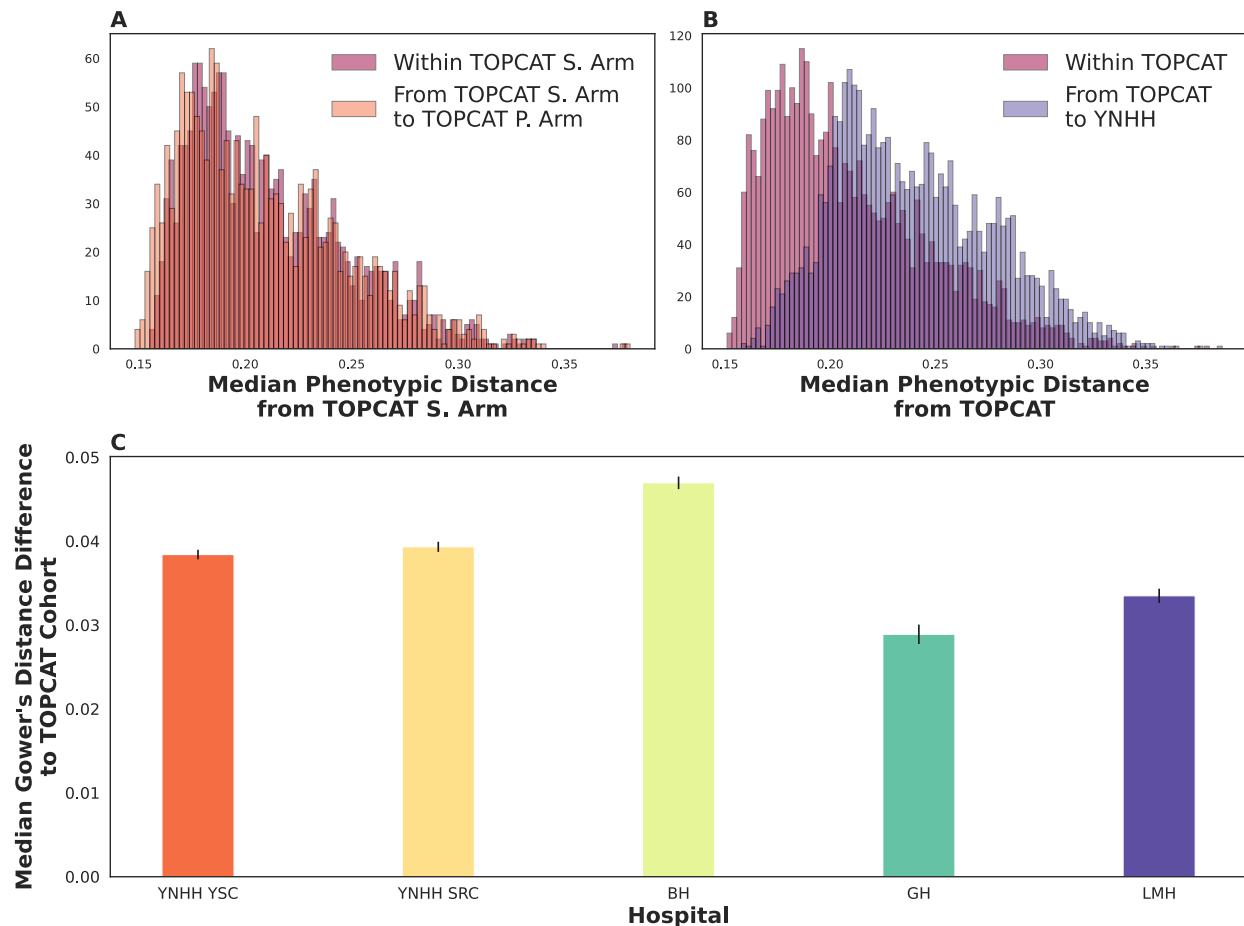 A
60
50
40
30
20
10
0
Within TOPCAT S. Arm
From TOPCAT S. Arm
to TOPCAT P. Arm
0.15 0.20 0.25 0.30 0.35
Median Phenotypic Distance
from TOPCAT S. Arm
B
120
100
80
60
40
20
0
Within TOPCAT
From TOPCAT
to YNHH
0.15 0.20 0.25 0.30 0.35
Median Phenotypic Distance
from TOPCAT
C
Median Gower's Distance Difference
to TOPCAT Cohort
0.05
0.04
0.03
0.02
0.01
0.00
YNHH YSC YNHH SRC BH GH LMH
Hospital